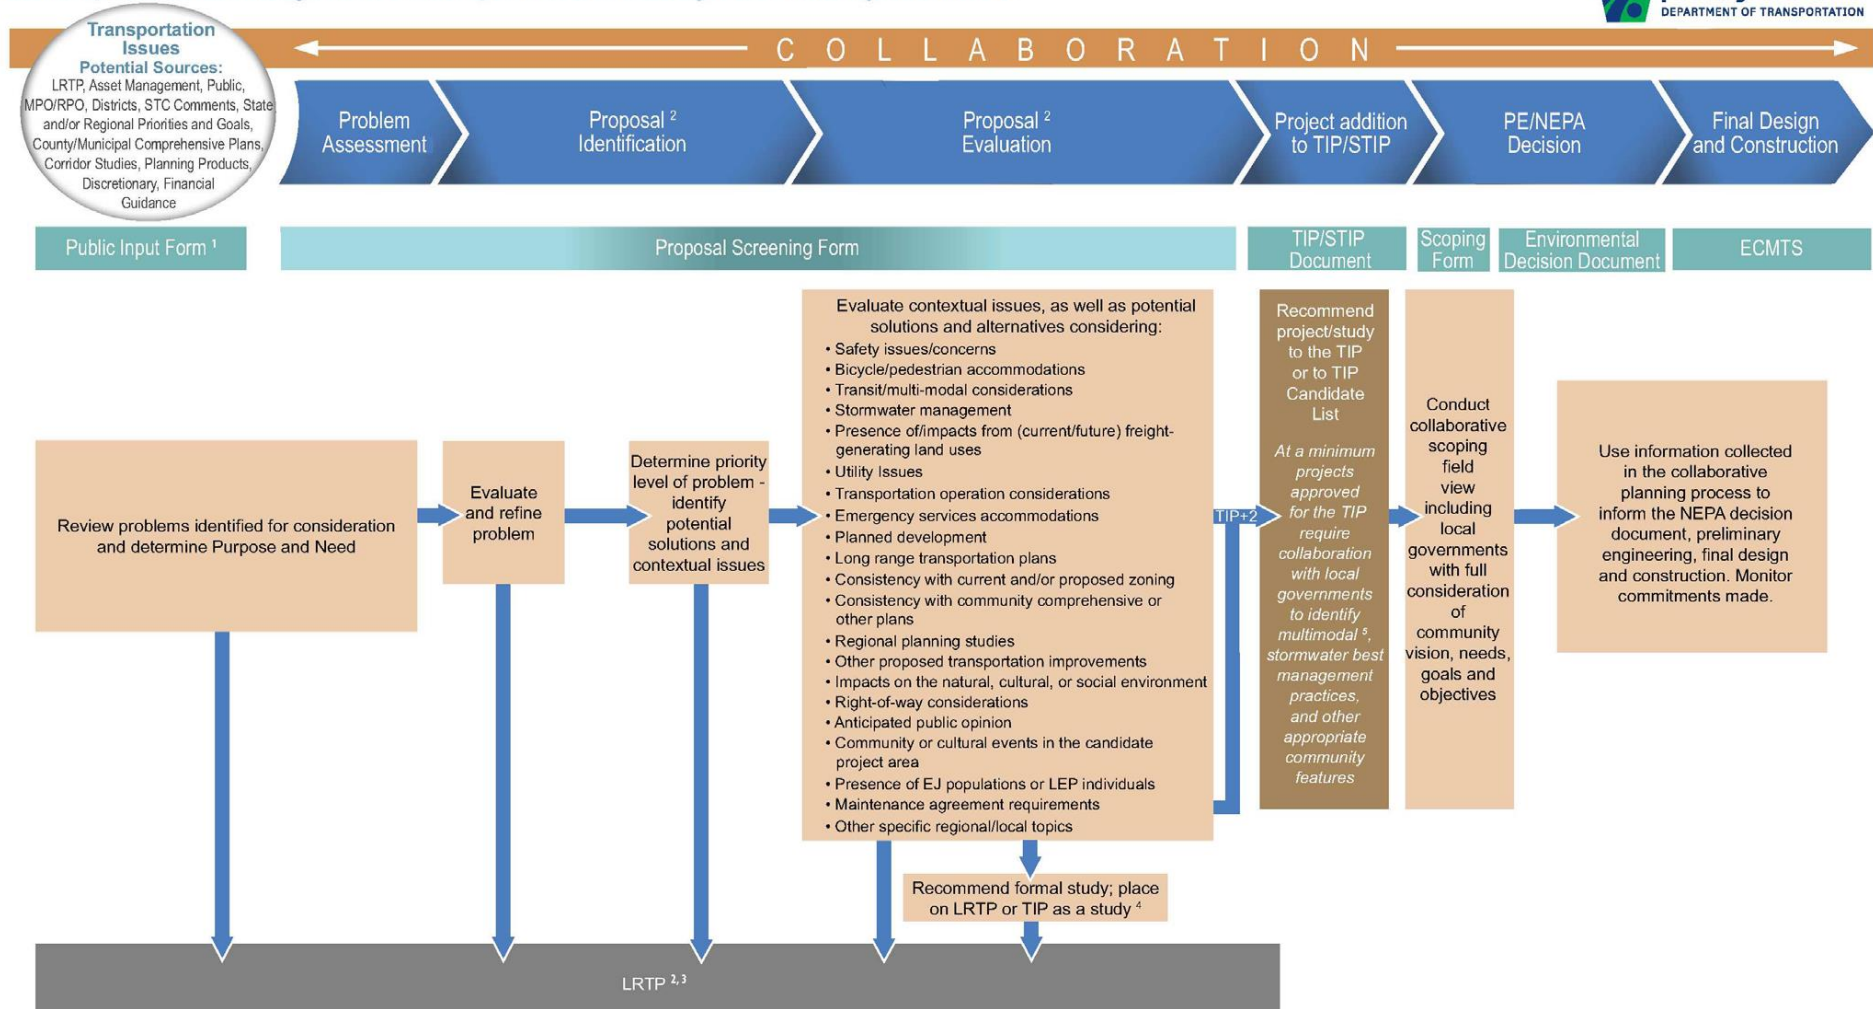 DEPARTMENT OF TRANSPORTATION
COLLABORATION
Transportation
Issues
Potential Sources:
LRTP, Asset Management, Public,
MPO/RPO, Districts, STC Comments, State
and/or Regional Priorities and Goals,
County/Municipal Comprehensive Plans,
Corridor Studies, Planning Products,
Discretionary, Financial
Guidance
Problem
Assessment
Proposal ²
Identification
Proposal ²
Evaluation
Project addition
to TIP/STIP
PE/NEPA
Decision
Final Design
and Construction
Public Input Form ¹
Proposal Screening Form
TIP/STIP
Document
Scoping
Form
Environmental
Decision Document
ECMTS
Review problems identified for consideration
and determine Purpose and Need
Evaluate
and refine
problem
Determine priority
level of problem -
identify
potential
solutions and
contextual issues
Evaluate contextual issues, as well as potential
solutions and alternatives considering:
• Safety issues/concerns
• Bicycle/pedestrian accommodations
• Transit/multi-modal considerations
• Stormwater management
• Presence of/impacts from (current/future) freight-
generating land uses
• Utility Issues
• Transportation operation considerations
• Emergency services accommodations
• Planned development
• Long range transportation plans
• Consistency with current and/or proposed zoning
• Consistency with community comprehensive or
other plans
• Regional planning studies
• Other proposed transportation improvements
• Impacts on the natural, cultural, or social environment
• Right-of-way considerations
• Anticipated public opinion
• Community or cultural events in the candidate
project area
• Presence of EJ populations or LEP individuals
• Maintenance agreement requirements
• Other specific regional/local topics
TIP+2
Recommend
project/study
to the TIP
or to TIP
Candidate
List
At a minimum
projects
approved
for the TIP
require
collaboration
with local
governments
to identify
multimodal ⁵,
stormwater best
management
practices,
and other
appropriate
community
features
Conduct
collaborative
scoping
field
view
including
local
governments
with full
consideration
of
community
vision, needs,
goals and
objectives
Use information collected
in the collaborative
planning process to
inform the NEPA decision
document, preliminary
engineering, final design
and construction. Monitor
commitments made.
Recommend formal study; place
on LRTP or TIP as a study ⁴
LRTP ²,³